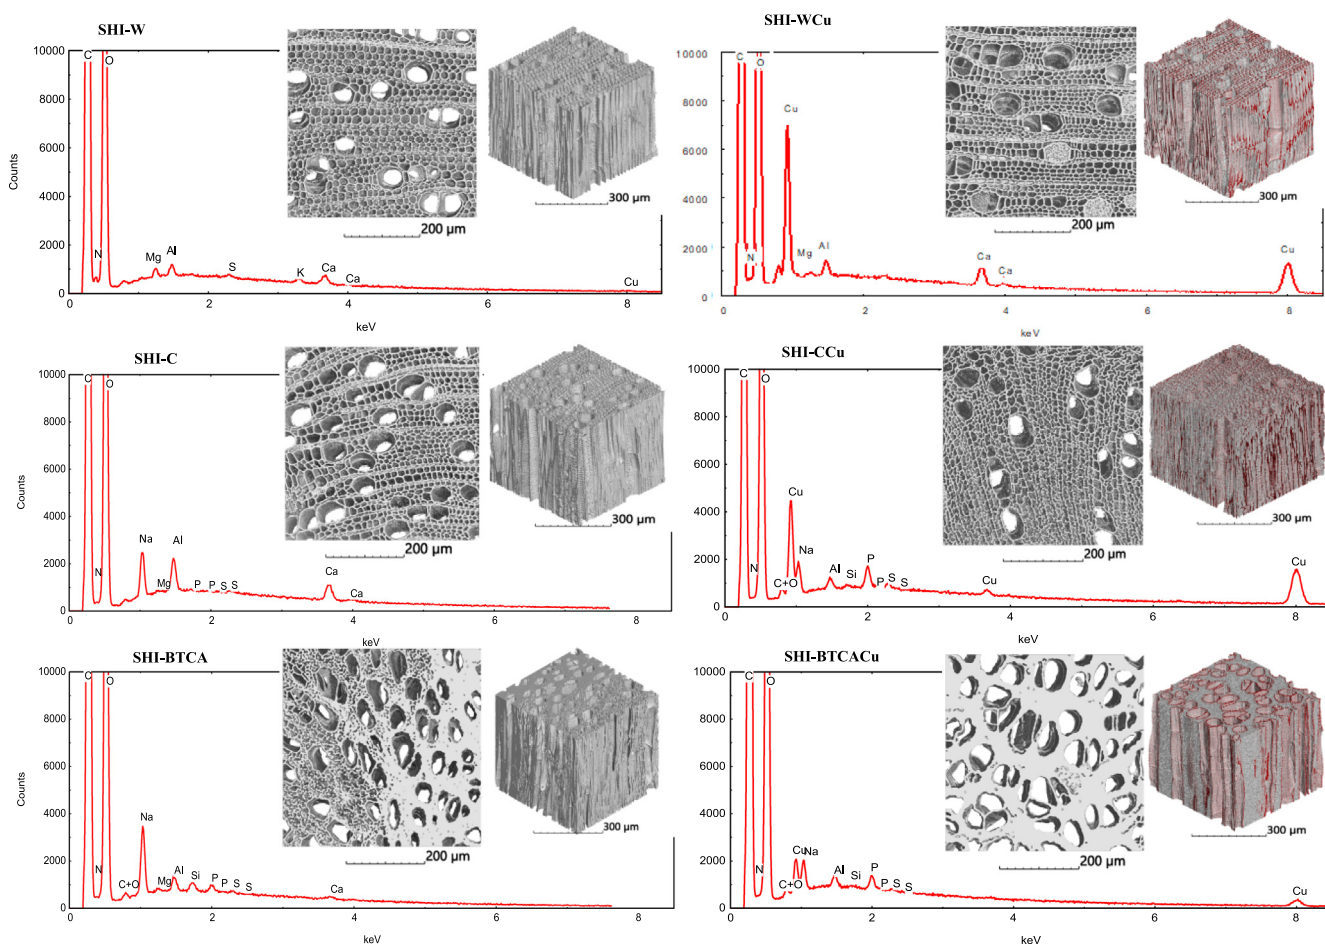 SHI-W
10000
8000
6000
4000
2000
0
Counts
C
O
N
Mg
Al
S
K
Ca
Ca
Cu
0
2
4
6
8
keV
200 µm
300 µm
SHI-WCu
10000
8000
6000
4000
2000
0
C
O
Cu
N
Mg
Al
Ca
Ca
Cu
0
2
4
6
8
keV
200 µm
300 µm
SHI-C
10000
8000
6000
4000
2000
0
Counts
C
O
N
Na
Mg
Al
P
P
S
S
Ca
Ca
0
2
4
6
8
keV
200 µm
300 µm
SHI-CCu
10000
8000
6000
4000
2000
0
C
O
N
Cu
Na
C+O
Al
Si
P
P
S
S
Cu
Cu
0
2
4
6
8
keV
200 µm
300 µm
SHI-BTCA
10000
8000
6000
4000
2000
0
Counts
C
O
N
C+O
Na
Mg
Al
Si
P
P
S
S
Ca
0
2
4
6
8
keV
200 µm
300 µm
SHI-BTCACu
10000
8000
6000
4000
2000
0
C
O
N
Cu
Na
C+O
Al
Si
P
P
S
S
Cu
0
2
4
6
8
keV
200 µm
300 µm